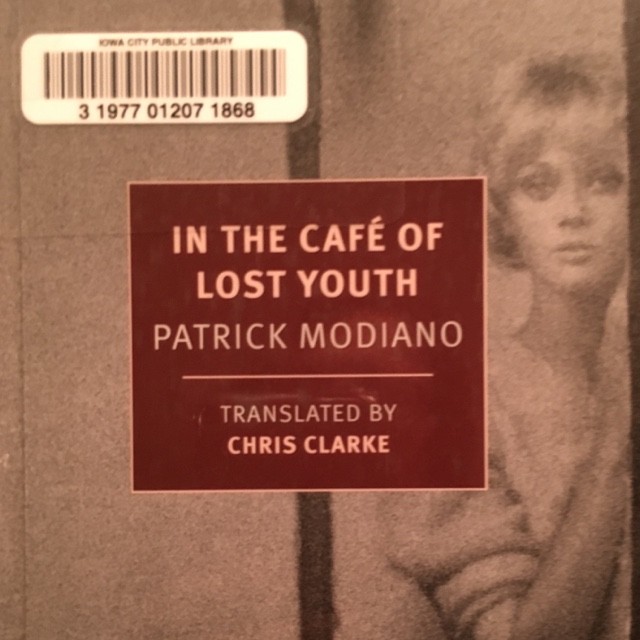 IOWA CITY PUBLIC LIBRARY
3 1977 01207 1868
IN THE CAFÉ OF
LOST YOUTH
PATRICK MODIANO
TRANSLATED BY
CHRIS CLARKE